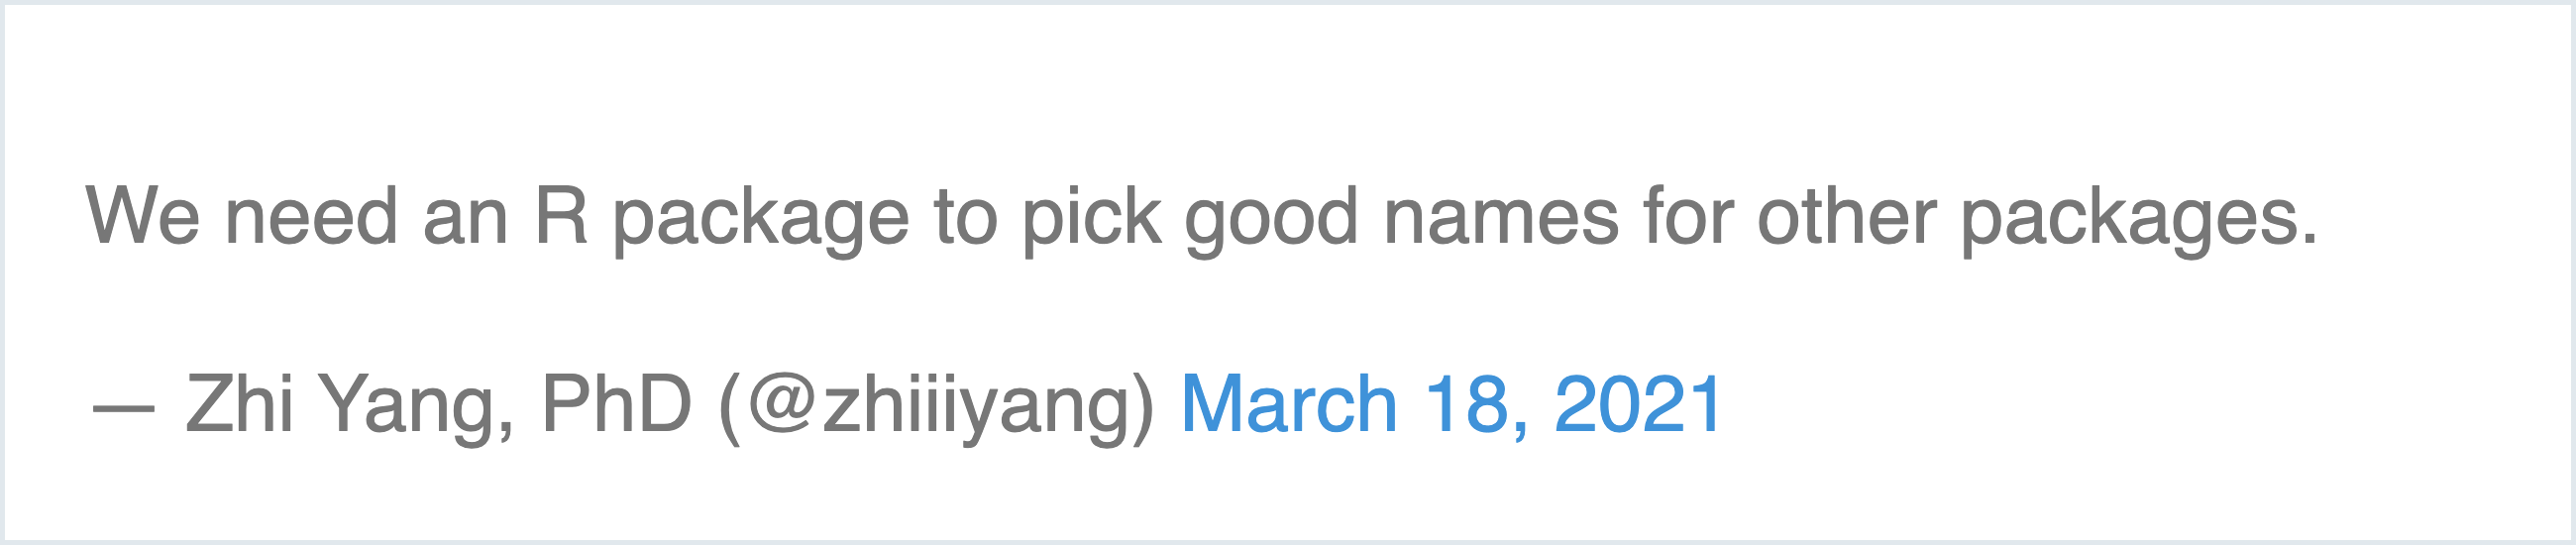 We need an R package to pick good names for other packages.
— Zhi Yang, PhD (@zhiiiyang) March 18, 2021